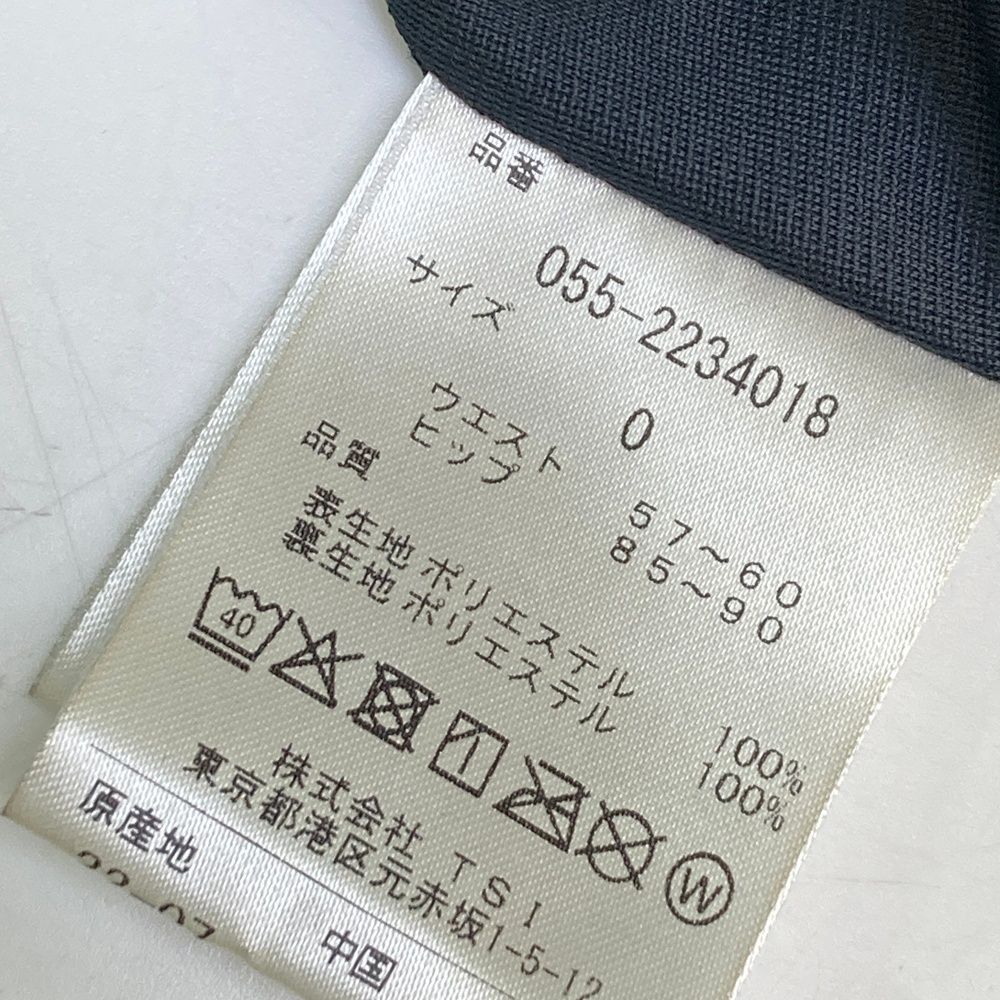 品番
055-2234018
サイズ
0
ウエスト 57～60
ヒップ 85～90
品質
表生地 ポリエステル 100%
裏生地 ポリエステル 100%
40
W
株式会社 TSI
東京都港区元赤坂1-5-12
原産地
中国